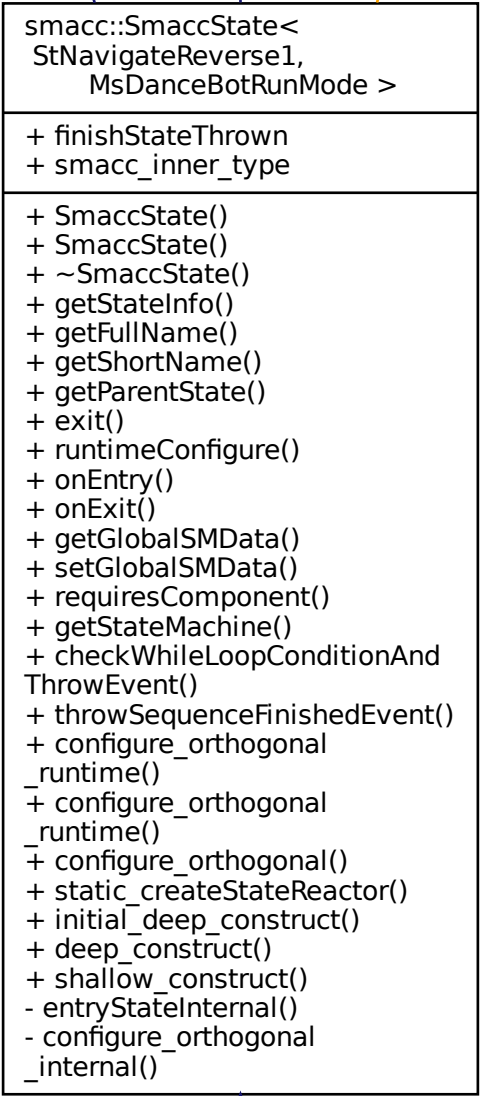 smacc::SmaccState<
StNavigateReverse1,
MsDanceBotRunMode >
+ finishStateThrown
+ smacc_inner_type
+ SmaccState()
+ SmaccState()
+ ~SmaccState()
+ getStateInfo()
+ getFullName()
+ getShortName()
+ getParentState()
+ exit()
+ runtimeConfigure()
+ onEntry()
+ onExit()
+ getGlobalSMData()
+ setGlobalSMData()
+ requiresComponent()
+ getStateMachine()
+ checkWhileLoopConditionAnd
ThrowEvent()
+ throwSequenceFinishedEvent()
+ configure_orthogonal
_runtime()
+ configure_orthogonal
_runtime()
+ configure_orthogonal()
+ static_createStateReactor()
+ initial_deep_construct()
+ deep_construct()
+ shallow_construct()
- entryStateInternal()
- configure_orthogonal
_internal()